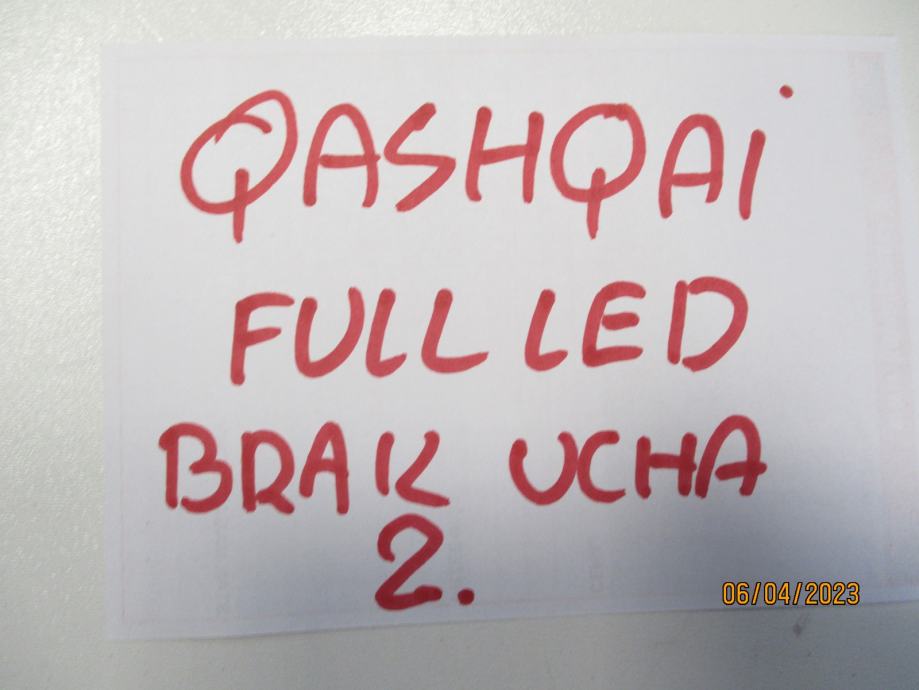 QASHQAi
FULL LED
BRAK UCHA
2.
06/04/2023